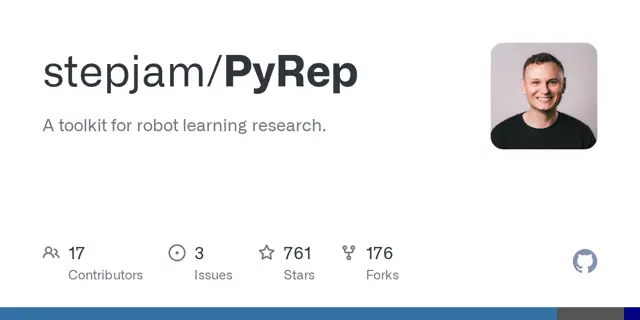 stepjam/PyRep
A toolkit for robot learning research.
17
Contributors
3
Issues
761
Stars
176
Forks